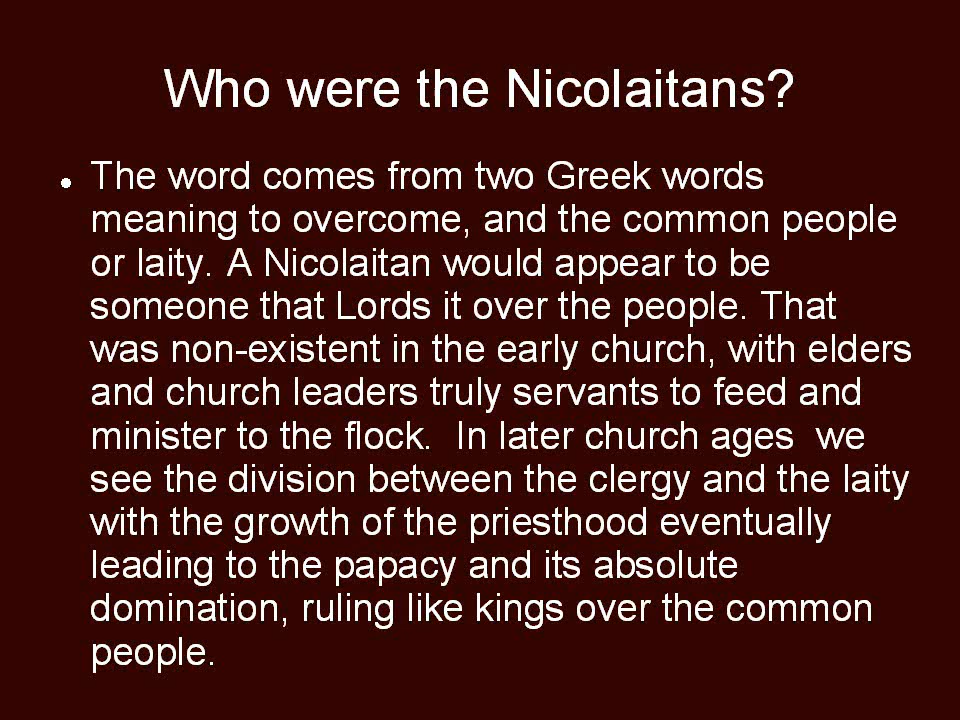 Who were the Nicolaitans?
• The word comes from two Greek words
meaning to overcome, and the common people
or laity. A Nicolaitan would appear to be
someone that Lords it over the people. That
was non-existent in the early church, with elders
and church leaders truly servants to feed and
minister to the flock.  In later church ages  we
see the division between the clergy and the laity
with the growth of the priesthood eventually
leading to the papacy and its absolute
domination, ruling like kings over the common
people.